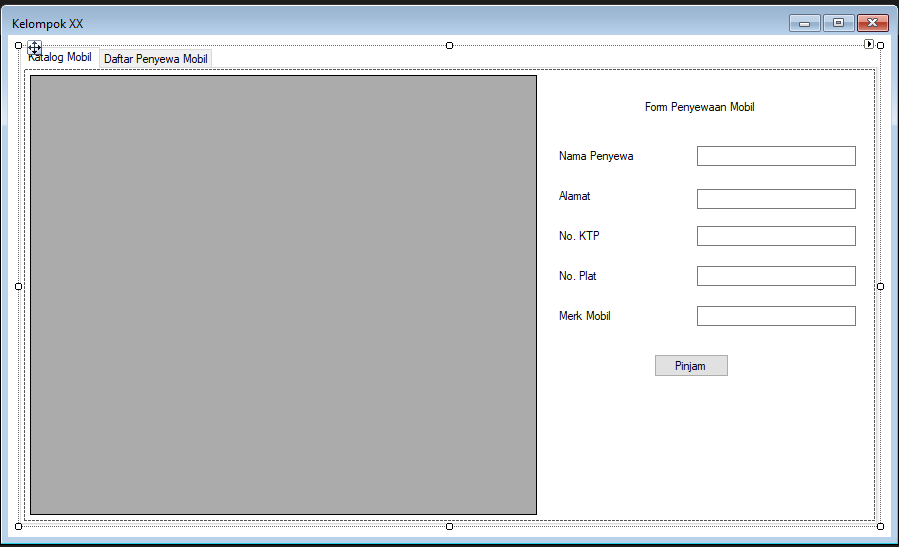 Kelompok XX
Katalog Mobil
Daftar Penyewa Mobil
Form Penyewaan Mobil
Nama Penyewa
Alamat
No. KTP
No. Plat
Merk Mobil
Pinjam